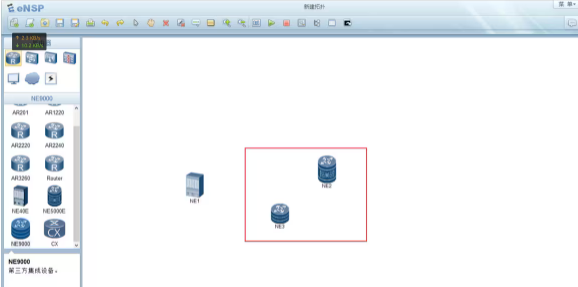 eNSP
新建拓扑
菜 单
NE9000
AR201 AR1220
AR2220 AR2240
AR3260 Router
NE40E NE5000E
NE9000 CX
NE9000
第三方集成设备。
NE1
NE2
NE3